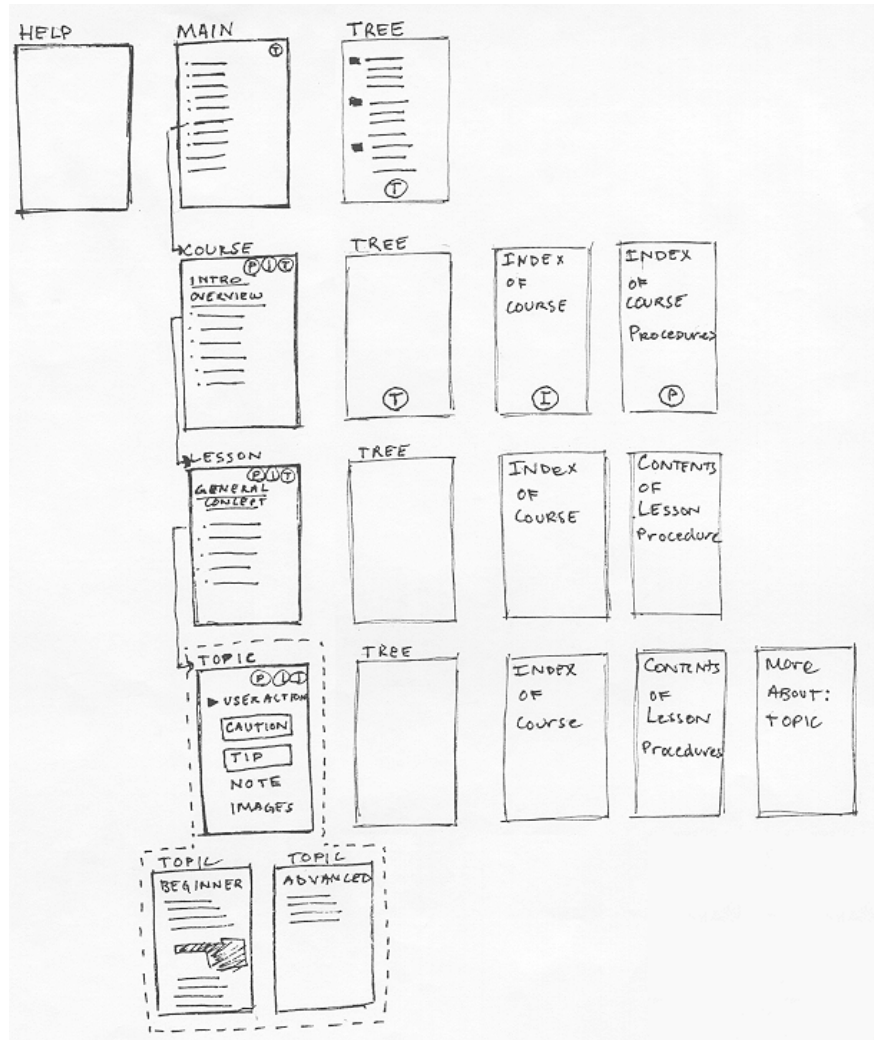 HELP
MAIN
TREE
T
T
COURSE
TREE
P I T
INTRO
OVERVIEW
T
INDEX
OF
COURSE
I
INDEX
OF
COURSE
PROCEDURES
P
LESSON
TREE
P I T
GENERAL
CONCEPT
INDEX
OF
COURSE
CONTENTS
OF
LESSON
Procedure
TOPIC
TREE
P I I
USER ACTION
CAUTION
TIP
NOTE
IMAGES
INDEX
OF
Course
CONTENTS
OF
Lesson
Procedures
More
ABOUT:
TOPIC
TOPIC
BEGINNER
TOPIC
ADVANCED